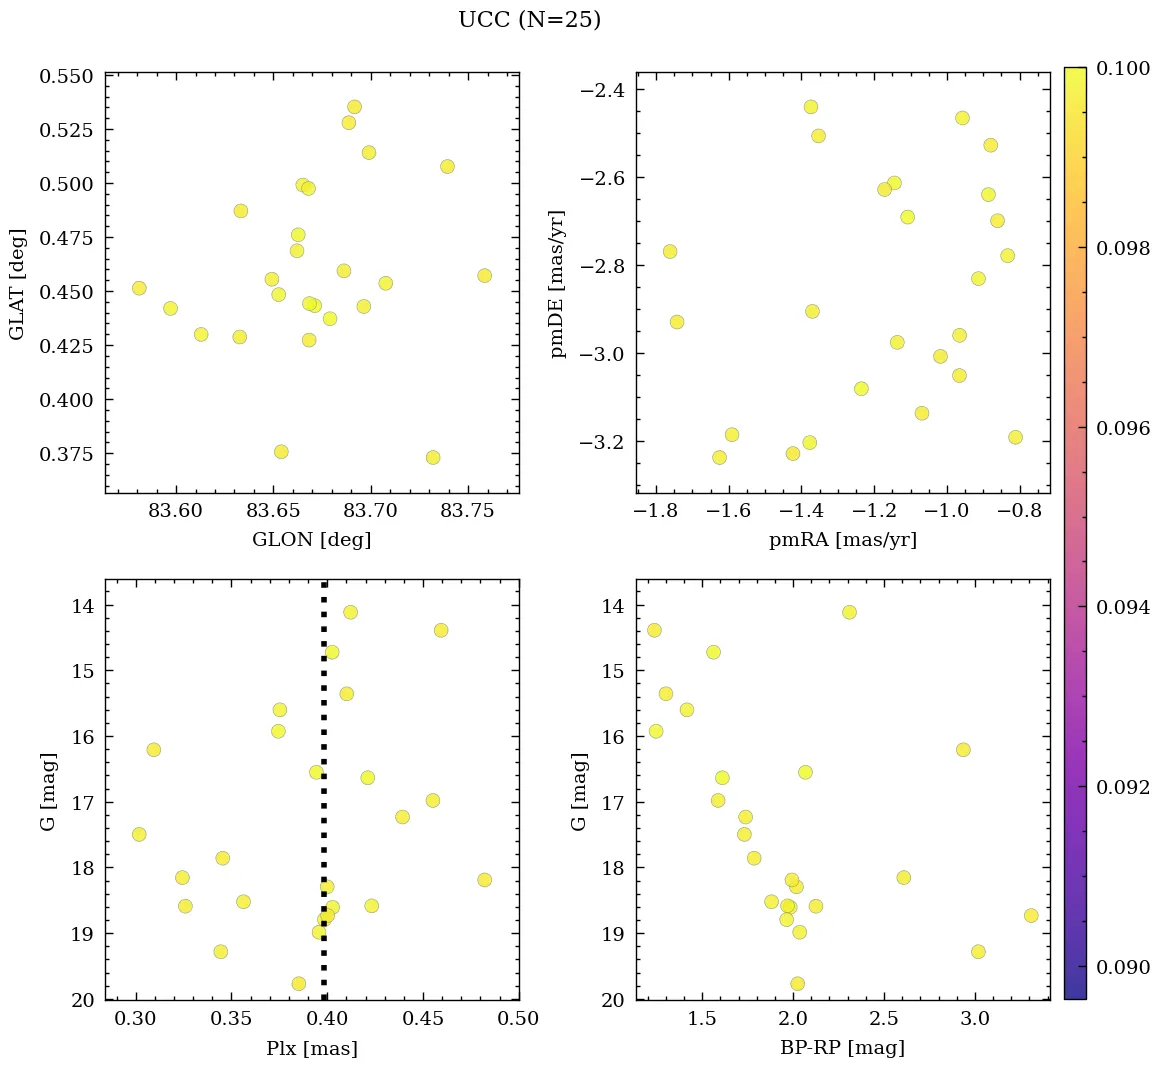 UCC (N=25)
0.550
0.525
0.500
0.475
0.450
0.425
0.400
0.375
GLAT [deg]
83.60 83.65 83.70 83.75
GLON [deg]
−2.4
−2.6
−2.8
−3.0
−3.2
pmDE [mas/yr]
−1.8 −1.6 −1.4 −1.2 −1.0 −0.8
pmRA [mas/yr]
14
15
16
17
18
19
20
G [mag]
0.30 0.35 0.40 0.45 0.50
Plx [mas]
14
15
16
17
18
19
20
G [mag]
1.5 2.0 2.5 3.0
BP-RP [mag]
0.100
0.098
0.096
0.094
0.092
0.090